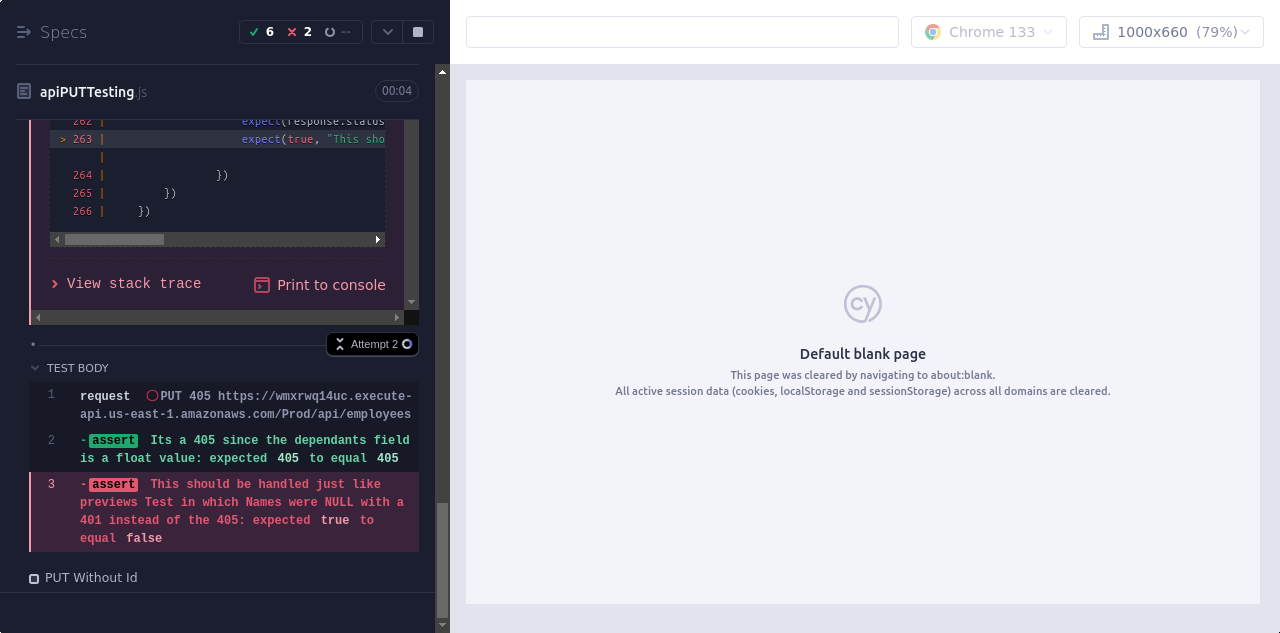 Specs
6 2 --
Chrome 133
1000x660 (79%)
apiPUTTesting.js
00:04
262 | expect(response.status
> 263 | expect(true, "This sho
|
264 | })
265 | })
266 | })
View stack trace
Print to console
Attempt 2
TEST BODY
1 request PUT 405 https://wmxrwq14uc.execute-
api.us-east-1.amazonaws.com/Prod/api/employees
2 -assert Its a 405 since the dependants field
is a float value: expected 405 to equal 405
3 -assert This should be handled just like
previews Test in which Names were NULL with a
401 instead of the 405: expected true to
equal false
PUT Without Id
cy
Default blank page
This page was cleared by navigating to about:blank.
All active session data (cookies, localStorage and sessionStorage) across all domains are cleared.